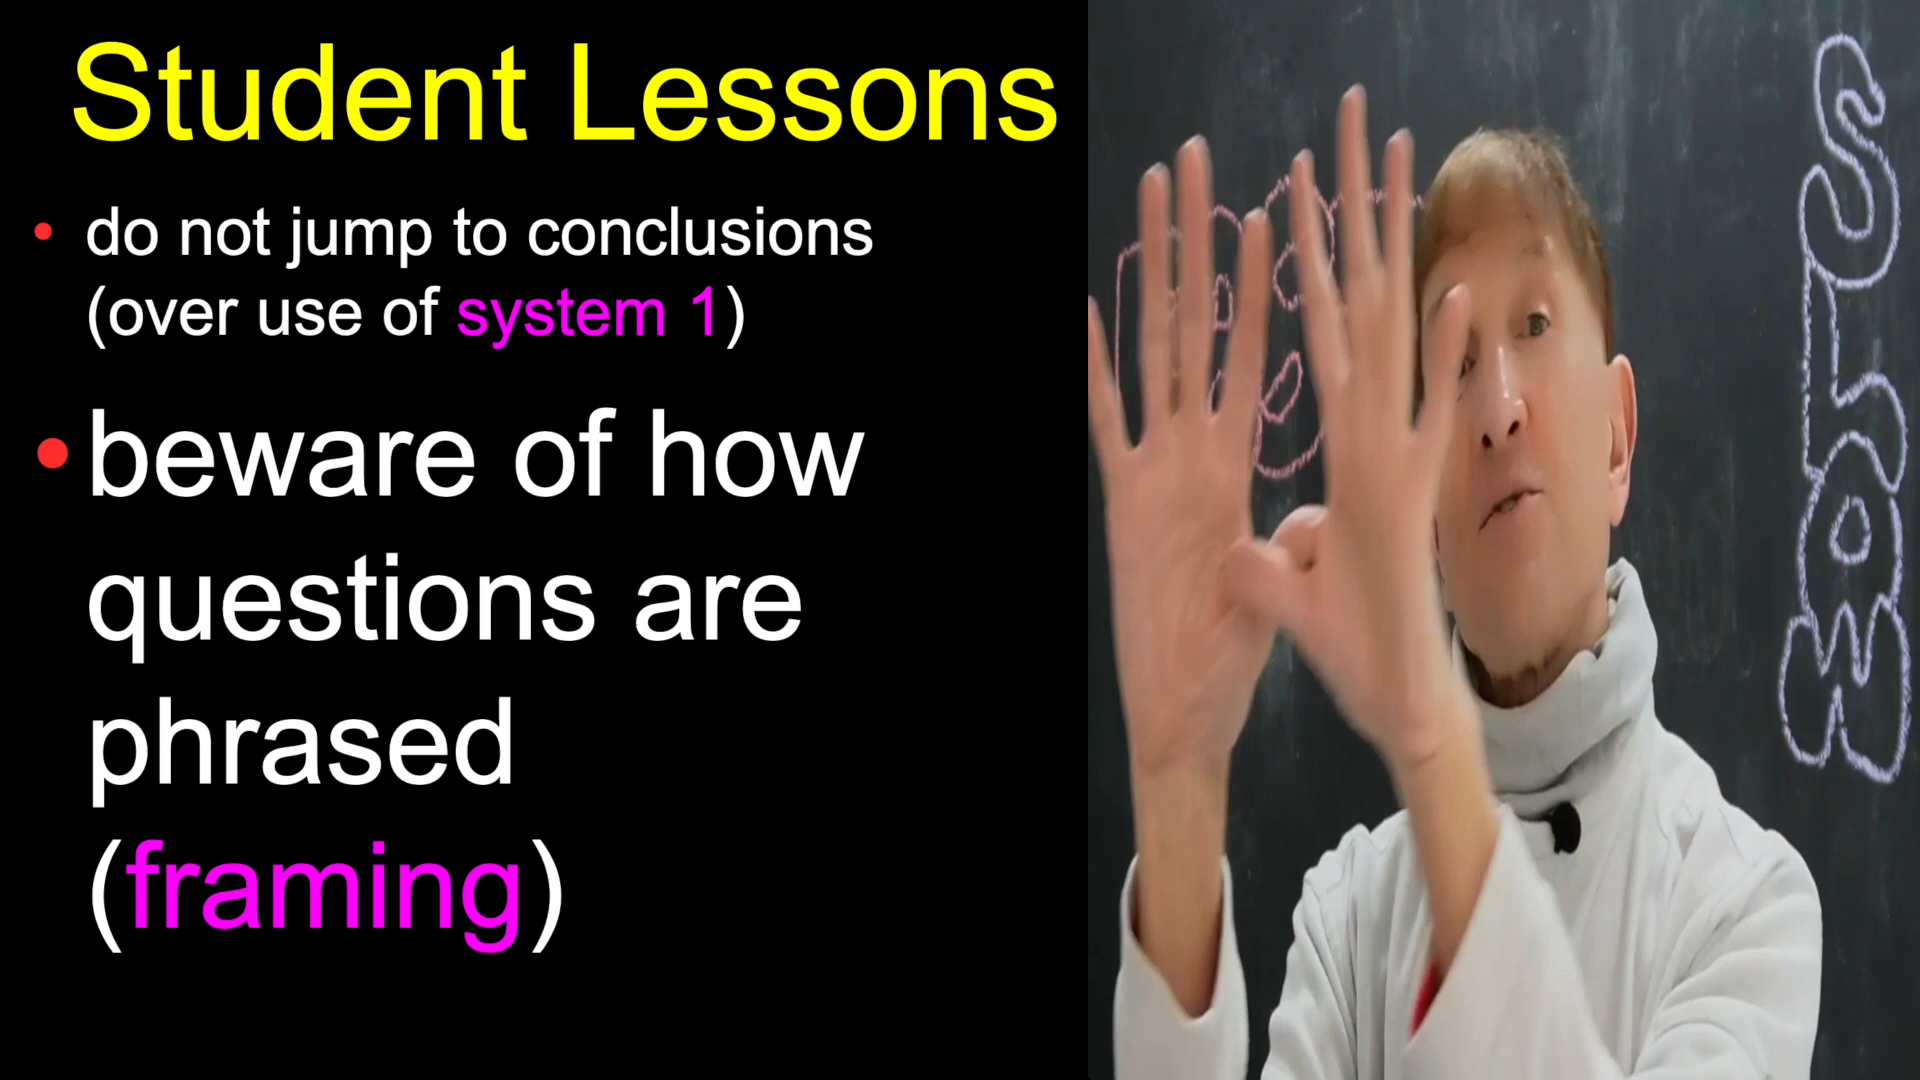 Student Lessons
• do not jump to conclusions
(over use of system 1)
• beware of how
questions are
phrased
(framing)